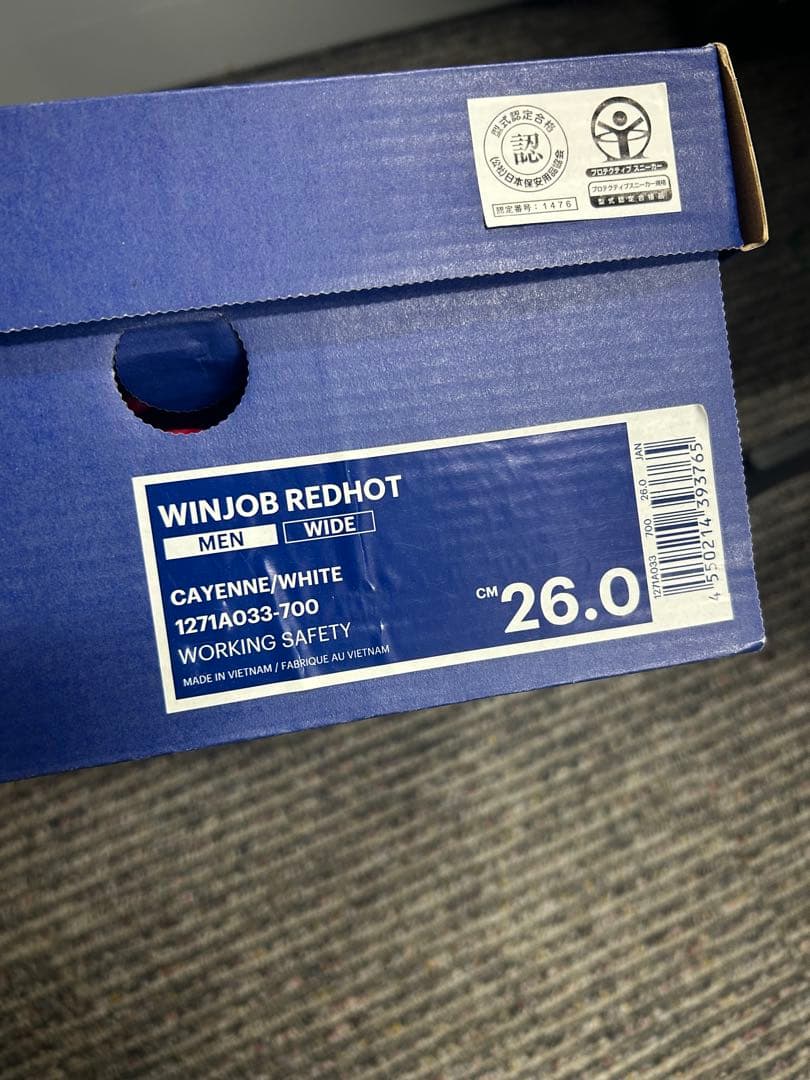 型式認定合格
認
(公社)日本保安用品協会
認定番号：1476
プロテクティブ スニーカー
プロテクティブスニーカー規格
型式認定合格品
WINJOB REDHOT
MEN WIDE
CAYENNE/WHITE
1271A033-700
WORKING SAFETY
MADE IN VIETNAM / FABRIQUE AU VIETNAM
CM 26.0
1271A033 700 26.0 JAN
4 550214 393765